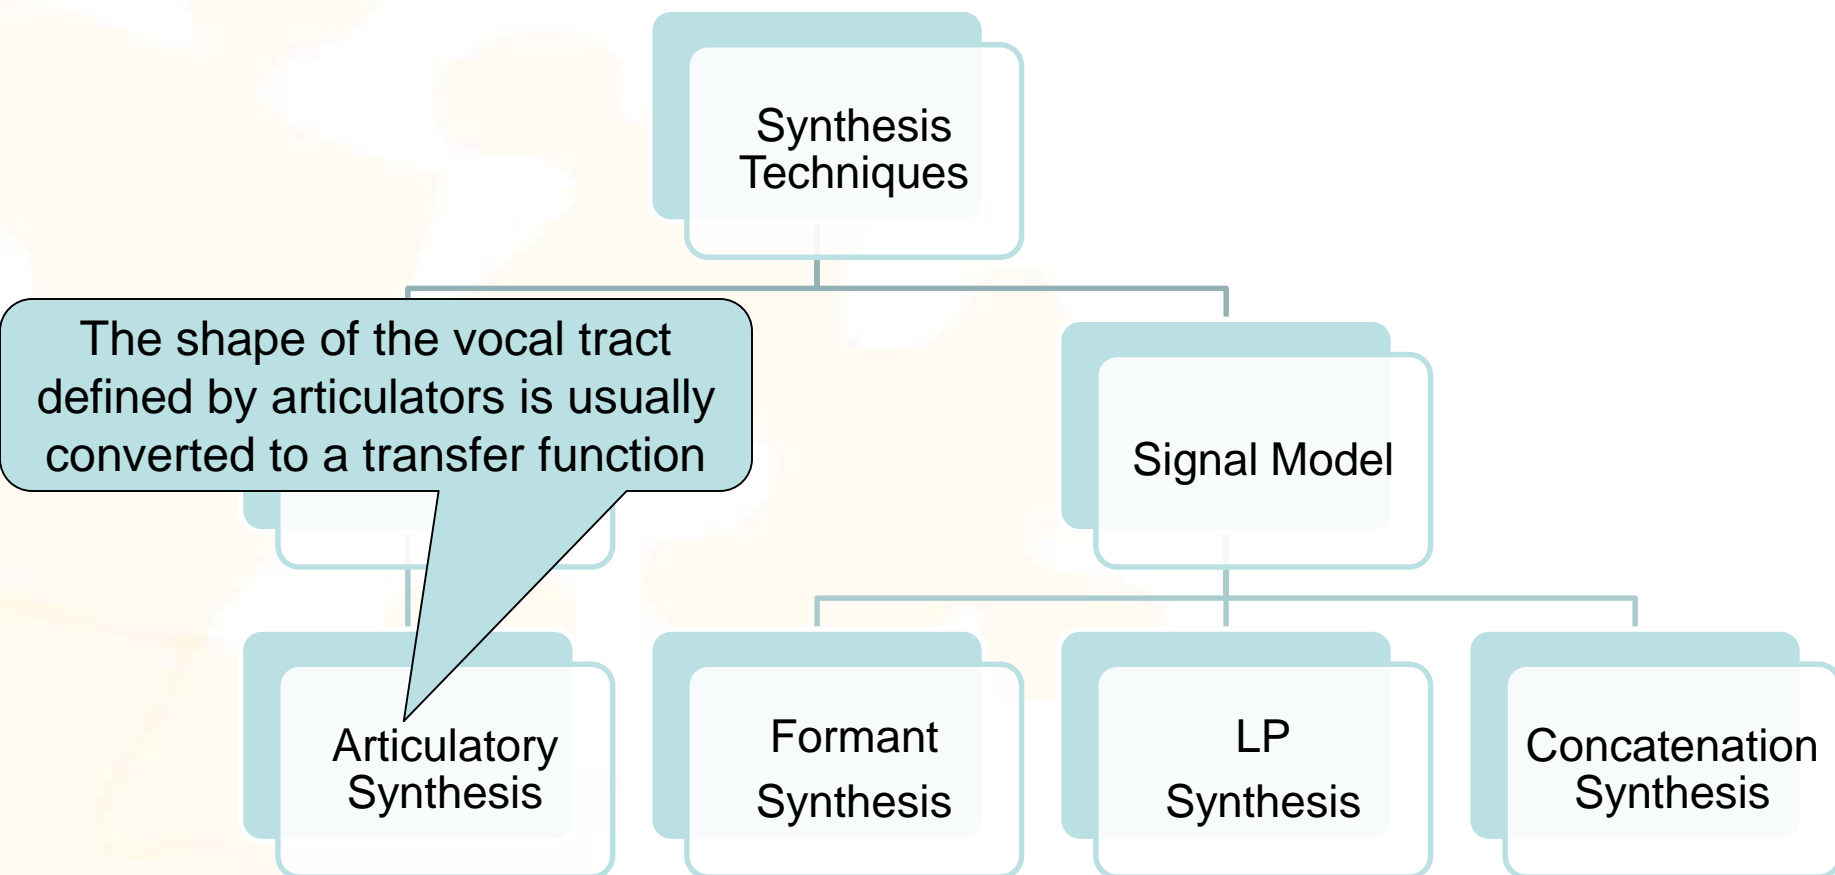 Synthesis
Techniques
The shape of the vocal tract
defined by articulators is usually
converted to a transfer function
Signal Model
Articulatory
Synthesis
Formant
Synthesis
LP
Synthesis
Concatenation
Synthesis